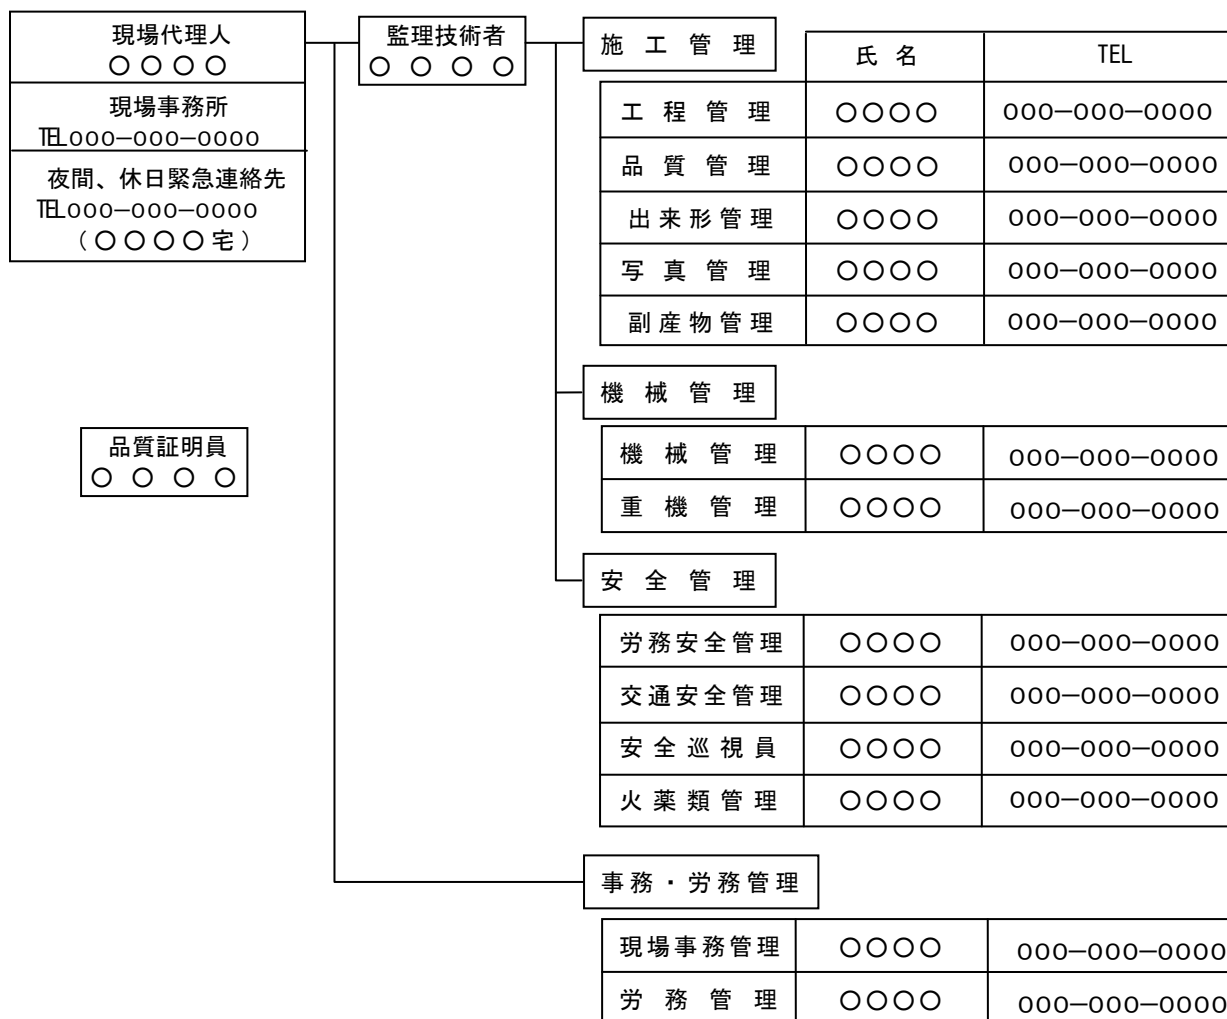 現場代理人
○○○○
現場事務所
TEL000−000−0000
夜間、休日緊急連絡先
TEL000−000−0000
(○○○○宅)
監理技術者
○○○○
品質証明員
○○○○
施工管理
氏名 TEL
工程管理 ○○○○ 000−000−0000
品質管理 ○○○○ 000−000−0000
出来形管理 ○○○○ 000−000−0000
写真管理 ○○○○ 000−000−0000
副産物管理 ○○○○ 000−000−0000
機械管理
機械管理 ○○○○ 000−000−0000
重機管理 ○○○○ 000−000−0000
安全管理
労務安全管理 ○○○○ 000−000−0000
交通安全管理 ○○○○ 000−000−0000
安全巡視員 ○○○○ 000−000−0000
火薬類管理 ○○○○ 000−000−0000
事務・労務管理
現場事務管理 ○○○○ 000−000−0000
労務管理 ○○○○ 000−000−0000